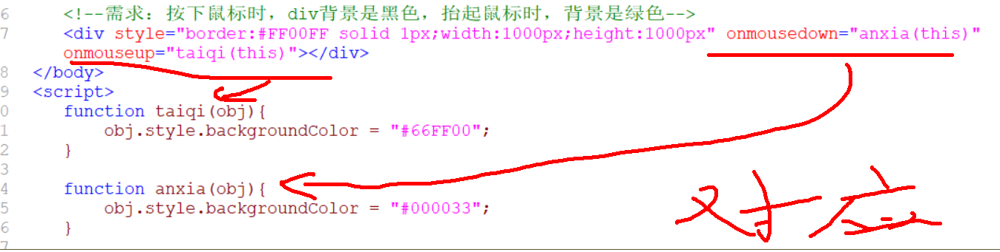 6 <!--需求：按下鼠标时，div背景是黑色，抬起鼠标时，背景是绿色-->
7 <div style="border:#FF00FF solid 1px;width:1000px;height:1000px" onmousedown="anxia(this)"
onmouseup="taiqi(this)"></div>
8 </body>
9 <script>
0 function taiqi(obj){
1 obj.style.backgroundColor = "#66FF00";
2 }
3
4 function anxia(obj){
5 obj.style.backgroundColor = "#000033";
6 }
7
对应